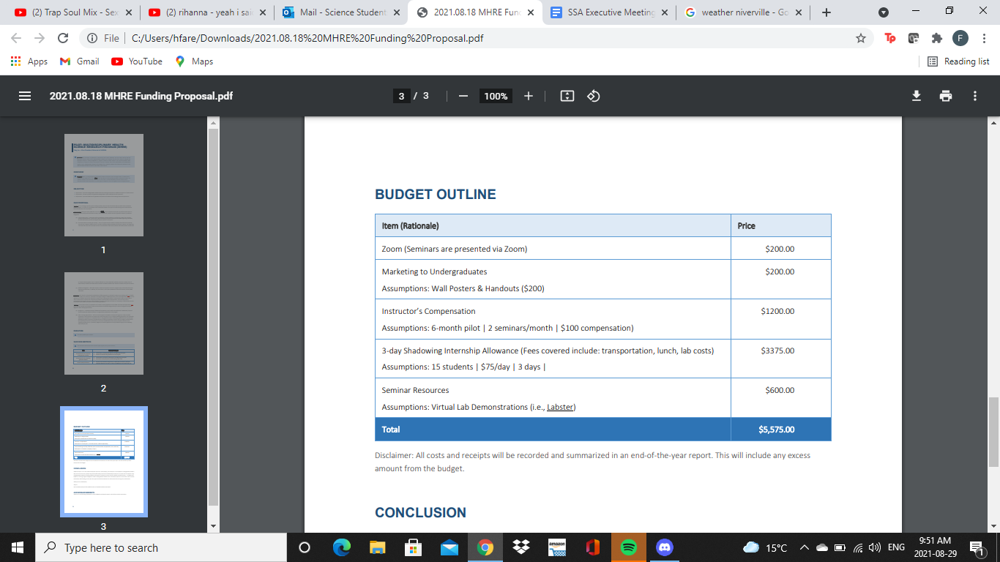 (2) Trap Soul Mix - Sex
(2) rihanna - yeah i sai
Mail - Science Student
2021.08.18 MHRE Fund
SSA Executive Meeting
weather niverville - Go
File
C:/Users/hfare/Downloads/2021.08.18%20MHRE%20Funding%20Proposal.pdf
F
Apps
Gmail
YouTube
Maps
Reading list
2021.08.18 MHRE Funding Proposal.pdf
3 / 3
100%
1
2
3
BUDGET OUTLINE
Item (Rationale) Price
Zoom (Seminars are presented via Zoom) $200.00
Marketing to Undergraduates $200.00
Assumptions: Wall Posters & Handouts ($200)
Instructor's Compensation $1200.00
Assumptions: 6-month pilot | 2 seminars/month | $100 compensation)
3-day Shadowing Internship Allowance (Fees covered include: transportation, lunch, lab costs) $3375.00
Assumptions: 15 students | $75/day | 3 days |
Seminar Resources $600.00
Assumptions: Virtual Lab Demonstrations (i.e., Labster)
Total $5,575.00
Disclaimer: All costs and receipts will be recorded and summarized in an end-of-the-year report. This will include any excess
amount from the budget.
CONCLUSION
Type here to search
amazon
15°C
ENG
9:51 AM
2021-08-29
1